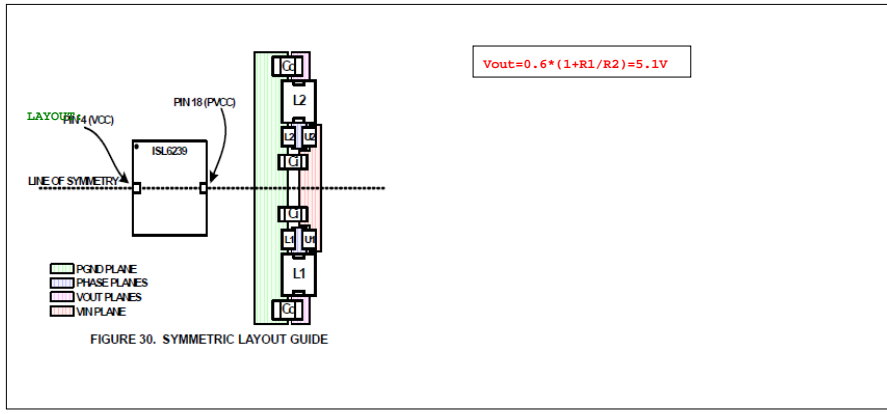 Vout=0.6*(1+R1/R2)=5.1V
Co
L2
PIN 18 (PVCC)
LAYOUT:
PIN 4 (VCC)
L2 U2
ISL6239
Ci
LINE OF SYMMETRY
Ci
L1 U1
L1
PGND PLANE
PHASE PLANES
VOUT PLANES
VIN PLANE
Co
FIGURE 30. SYMMETRIC LAYOUT GUIDE